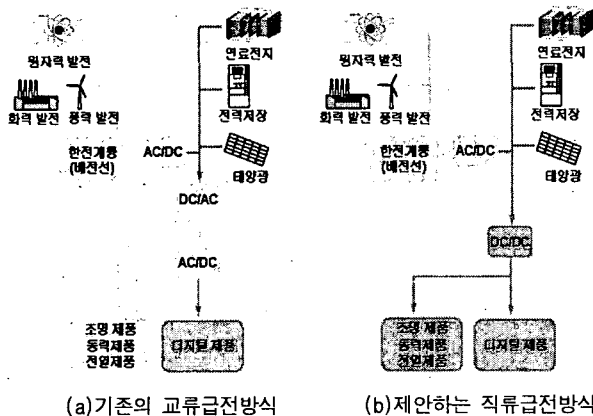 원자력 발전
연료전지
화력 발전
풍력 발전
전력저장
한전계통
(배전선)
AC/DC
태양광
DC/AC
AC/DC
조명 제품
동력제품
전열제품
디지털 제품
(a)기존의 교류급전방식
원자력 발전
연료전지
화력 발전
풍력 발전
전력저장
한전계통
(배전선)
AC/DC
태양광
DC/DC
조명 제품
동력제품
전열제품
디지털 제품
(b)제안하는 직류급전방식